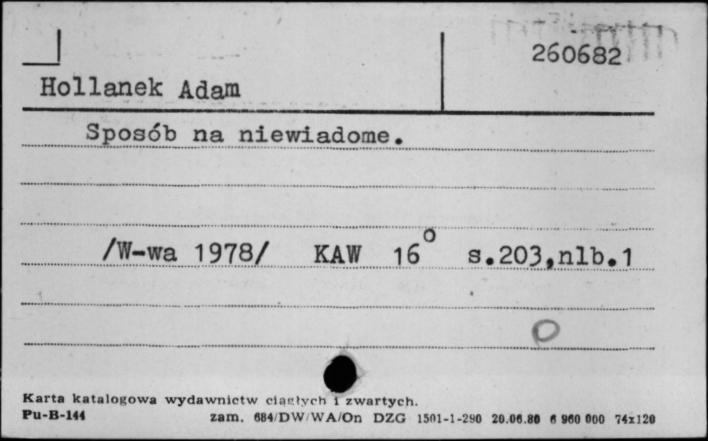 260682
Hollanek Adam
Sposób na niewiadome.
/W-wa 1978/ KAW 16° s.203,nlb.1
Karta katalogowa wydawnictw ciągłych i zwartych.
Pu-B-144 zam. 684/DW/WA/On DZG 1501-1-290 20.06.80 6 960 000 74x120